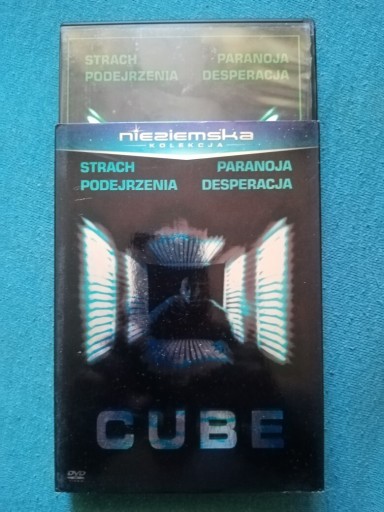 STRACH PARANOJA
PODEJRZENIA DESPERACJA
nieziemska
KOLEKCJA
STRACH PARANOJA
PODEJRZENIA DESPERACJA
CUBE
DVD